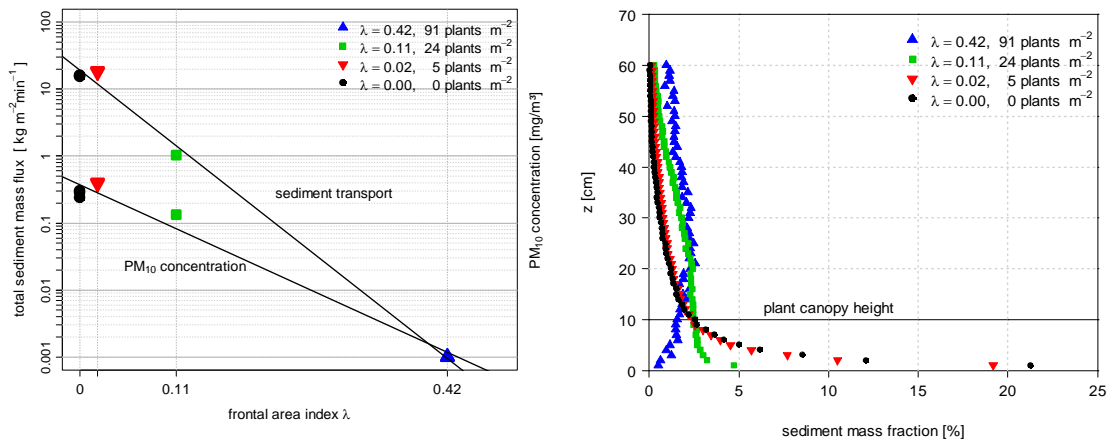 total sediment mass flux [ kg m⁻²min⁻¹ ]
100
10
1
0.1
0.01
0.001
λ = 0.42, 91 plants m⁻²
λ = 0.11, 24 plants m⁻²
λ = 0.02, 5 plants m⁻²
λ = 0.00, 0 plants m⁻²
sediment transport
PM₁₀ concentration
0
0.11
0.42
frontal area index λ
PM₁₀ concentration [mg/m³]
z [cm]
70
60
50
40
30
20
10
0
λ = 0.42, 91 plants m⁻²
λ = 0.11, 24 plants m⁻²
λ = 0.02, 5 plants m⁻²
λ = 0.00, 0 plants m⁻²
plant canopy height
0
5
10
15
20
25
sediment mass fraction [%]